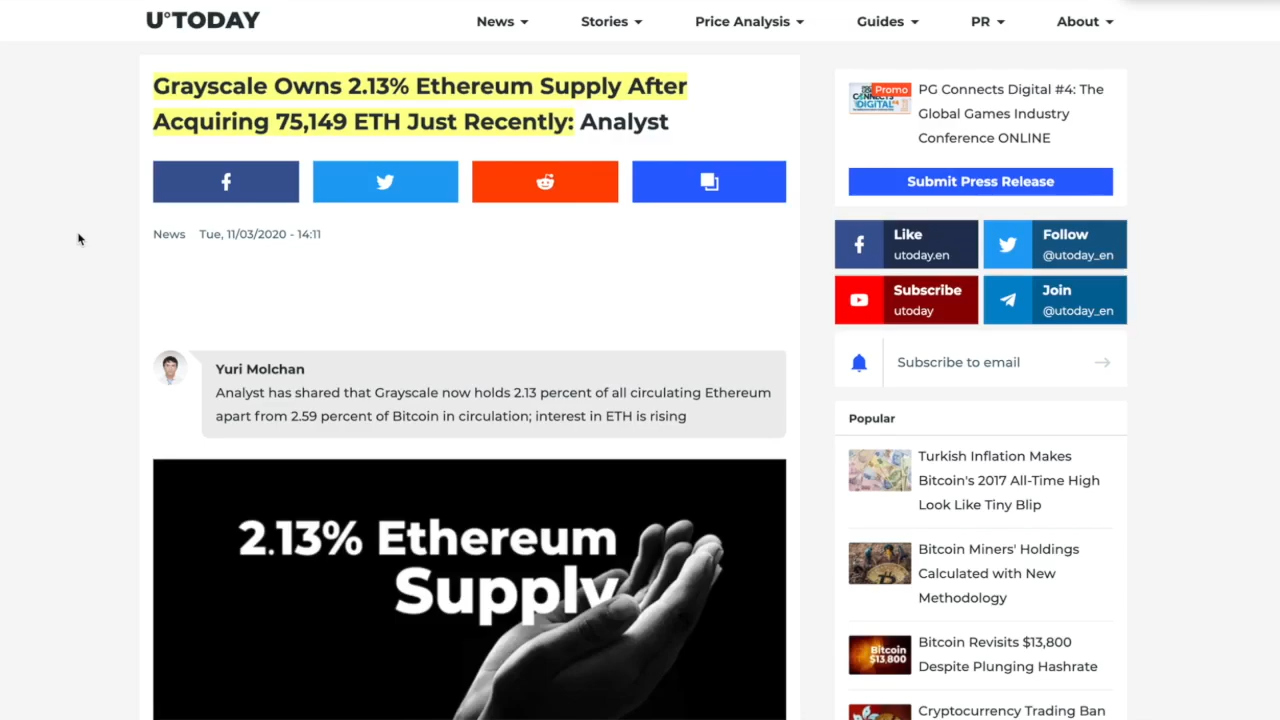 U°TODAY
News
Stories
Price Analysis
Guides
PR
About
Grayscale Owns 2.13% Ethereum Supply After
Acquiring 75,149 ETH Just Recently: Analyst
News Tue, 11/03/2020 - 14:11
Yuri Molchan
Analyst has shared that Grayscale now holds 2.13 percent of all circulating Ethereum
apart from 2.59 percent of Bitcoin in circulation; interest in ETH is rising
2.13% Ethereum
Supply
Promo
CONNECTS
DIGITAL
PG Connects Digital #4: The
Global Games Industry
Conference ONLINE
Submit Press Release
Like
utoday.en
Follow
@utoday_en
Subscribe
utoday
Join
@utoday_en
Subscribe to email
Popular
Turkish Inflation Makes
Bitcoin's 2017 All-Time High
Look Like Tiny Blip
Bitcoin Miners' Holdings
Calculated with New
Methodology
Bitcoin
$13,800
Bitcoin Revisits $13,800
Despite Plunging Hashrate
Cryptocurrency Trading Ban